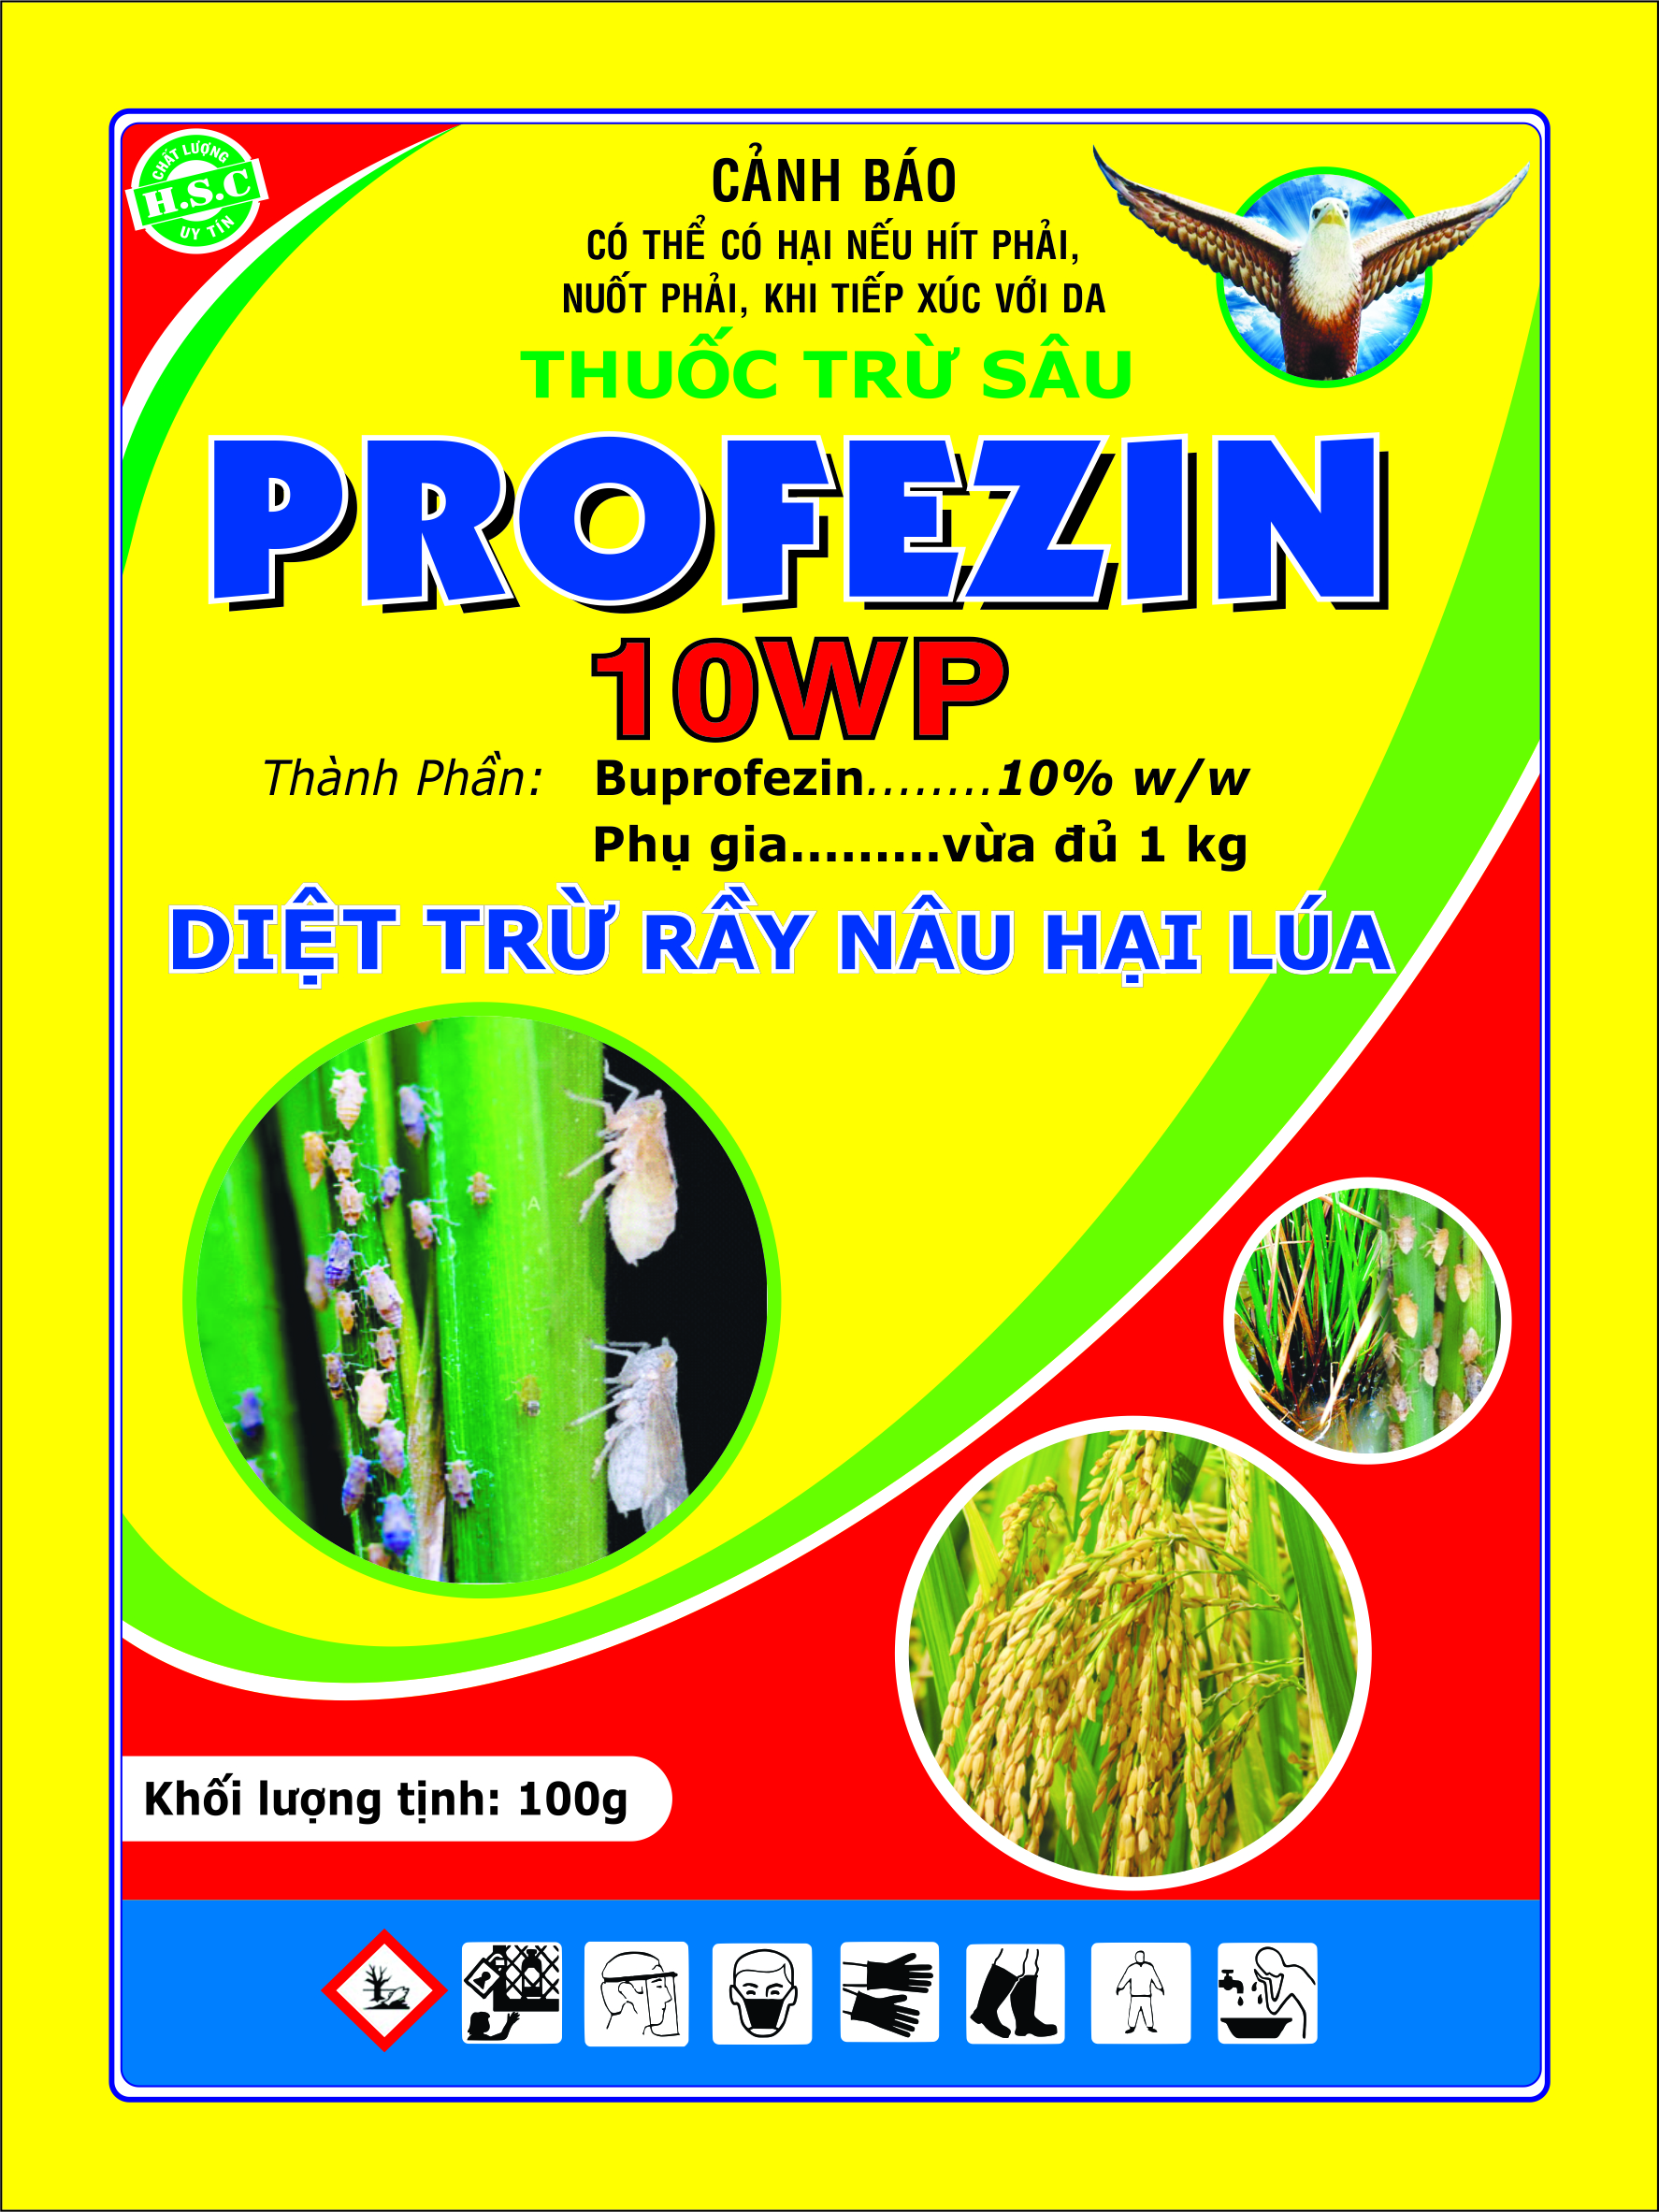 CHẤT LƯỢNG
H.S.C
UY TÍN
CẢNH BÁO
CÓ THỂ CÓ HẠI NẾU HÍT PHẢI,
NUỐT PHẢI, KHI TIẾP XÚC VỚI DA
THUỐC TRỪ SÂU
PROFEZIN
10WP
Thành Phần: Buprofezin........10% w/w
Phụ gia.........vừa đủ 1 kg
DIỆT TRỪ RẦY NÂU HẠI LÚA
A
Khối lượng tịnh: 100g